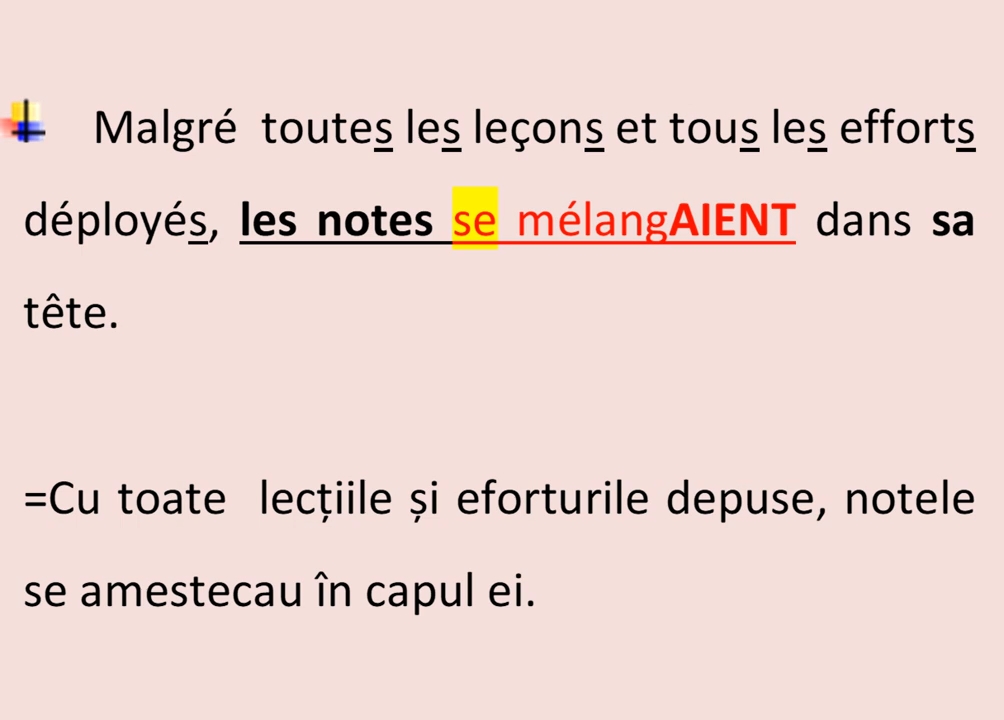 Malgré toutes les leçons et tous les efforts
déployés, les notes se mélangAIENT dans sa
tête.
=Cu toate lecțiile și eforturile depuse, notele
se amestecau în capul ei.